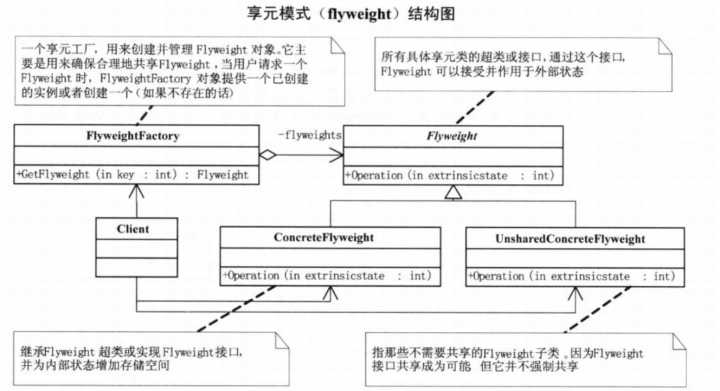 享元模式（flyweight）结构图
一个享元工厂，用来创建并管理Flyweight 对象。它主
要是用来确保合理地共享Flyweight ，当用户请求一个
Flyweight 时，FlyweightFactory 对象提供一个已创建
的实例或者创建一个（如果不存在的话）
所有具体享元类的超类或接口，通过这个接口，
Flyweight 可以接受并作用于外部状态
FlyweightFactory
+GetFlyweight (in key : int) : Flyweight
-flyweights
Flyweight
+Operation (in extrinsicstate : int)
Client
ConcreteFlyweight
+Operation (in extrinsicstate : int)
UnsharedConcreteFlyweight
+Operation (in extrinsicstate : int)
继承Flyweight 超类或实现Flyweight接口，
并为内部状态增加存储空间
指那些不需要共享的Flyweight子类 。因为Flyweight
接口共享成为可能 但它并不强制共享